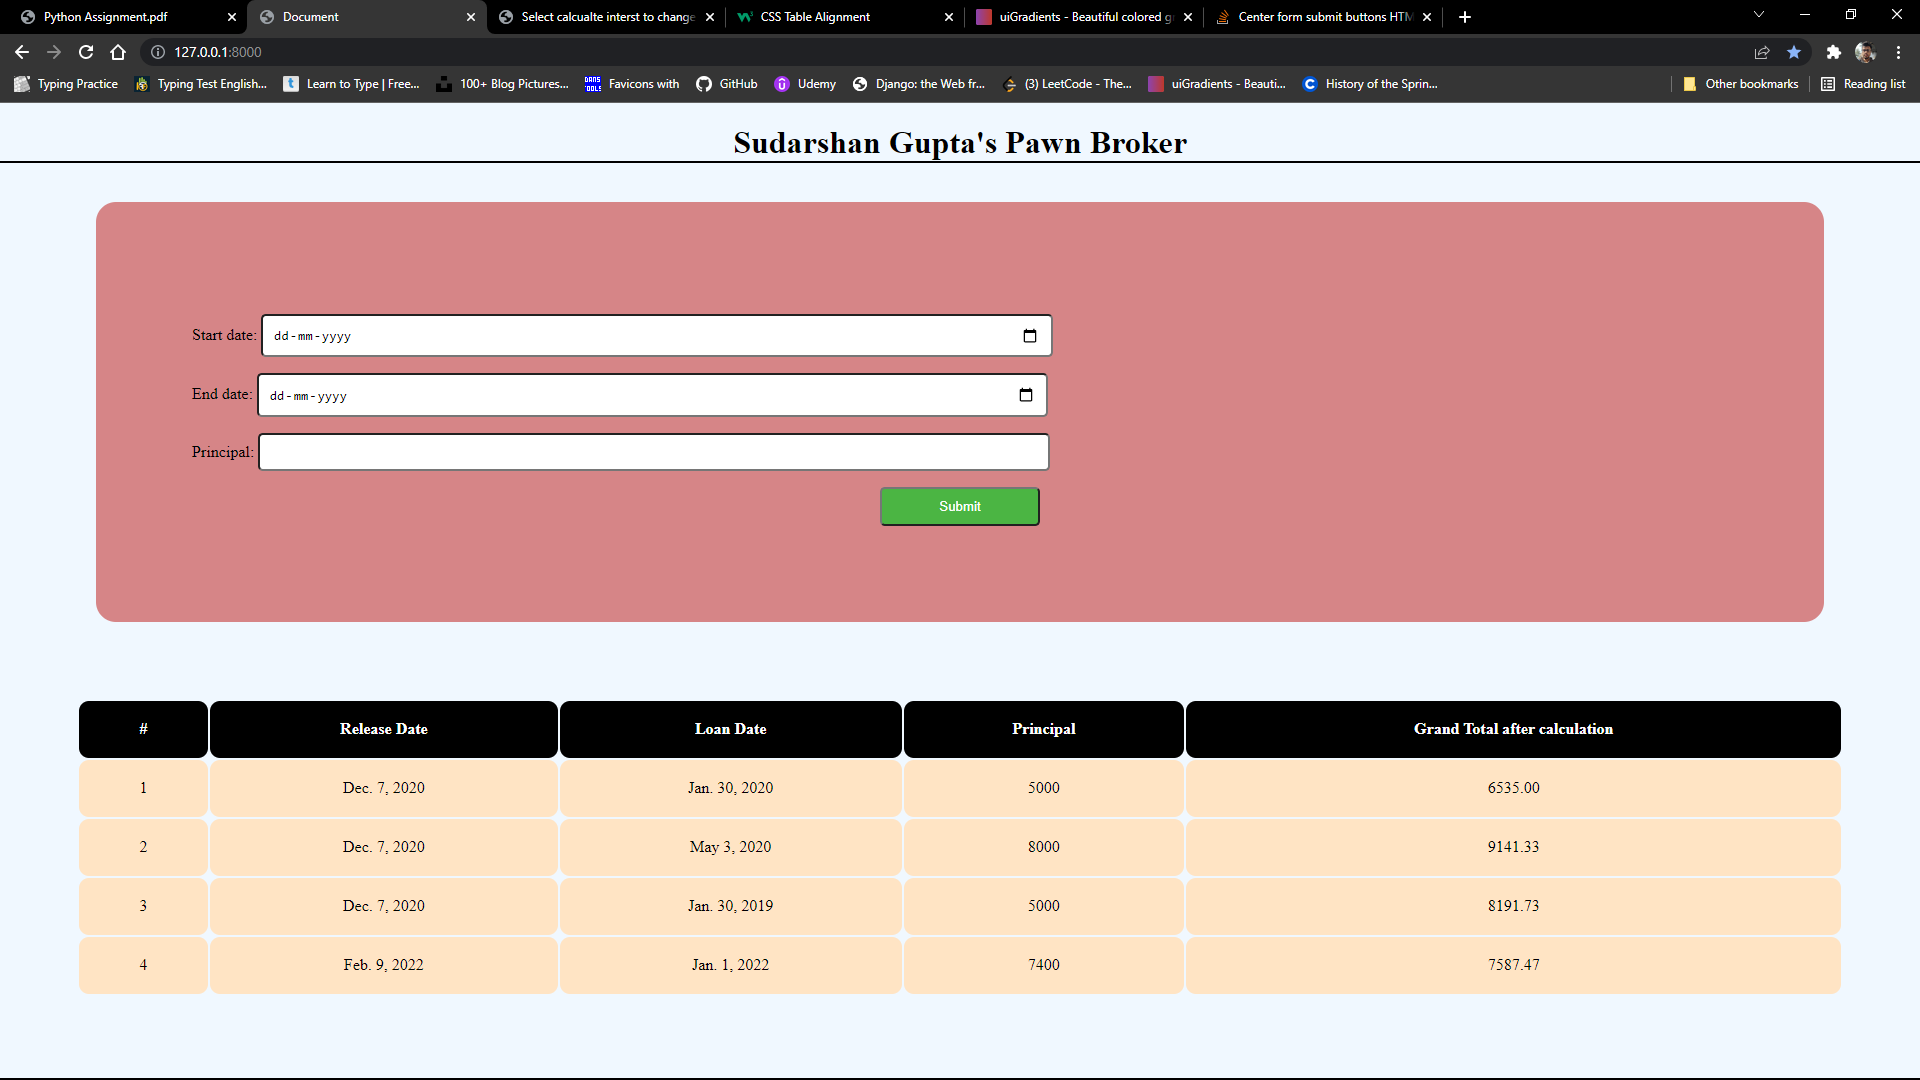 Python Assignment.pdf Document Select calcualte interst to change CSS Table Alignment uiGradients - Beautiful colored g Center form submit buttons HTM
127.0.0.1:8000
Typing Practice Typing Test English... Learn to Type | Free... 100+ Blog Pictures... DANS TOOLS Favicons with GitHub Udemy Django: the Web fr... (3) LeetCode - The... uiGradients - Beauti... History of the Sprin... Other bookmarks Reading list
Sudarshan Gupta's Pawn Broker
Start date: dd-mm-yyyy
End date: dd-mm-yyyy
Principal:
Submit
# Release Date Loan Date Principal Grand Total after calculation
1 Dec. 7, 2020 Jan. 30, 2020 5000 6535.00
2 Dec. 7, 2020 May 3, 2020 8000 9141.33
3 Dec. 7, 2020 Jan. 30, 2019 5000 8191.73
4 Feb. 9, 2022 Jan. 1, 2022 7400 7587.47